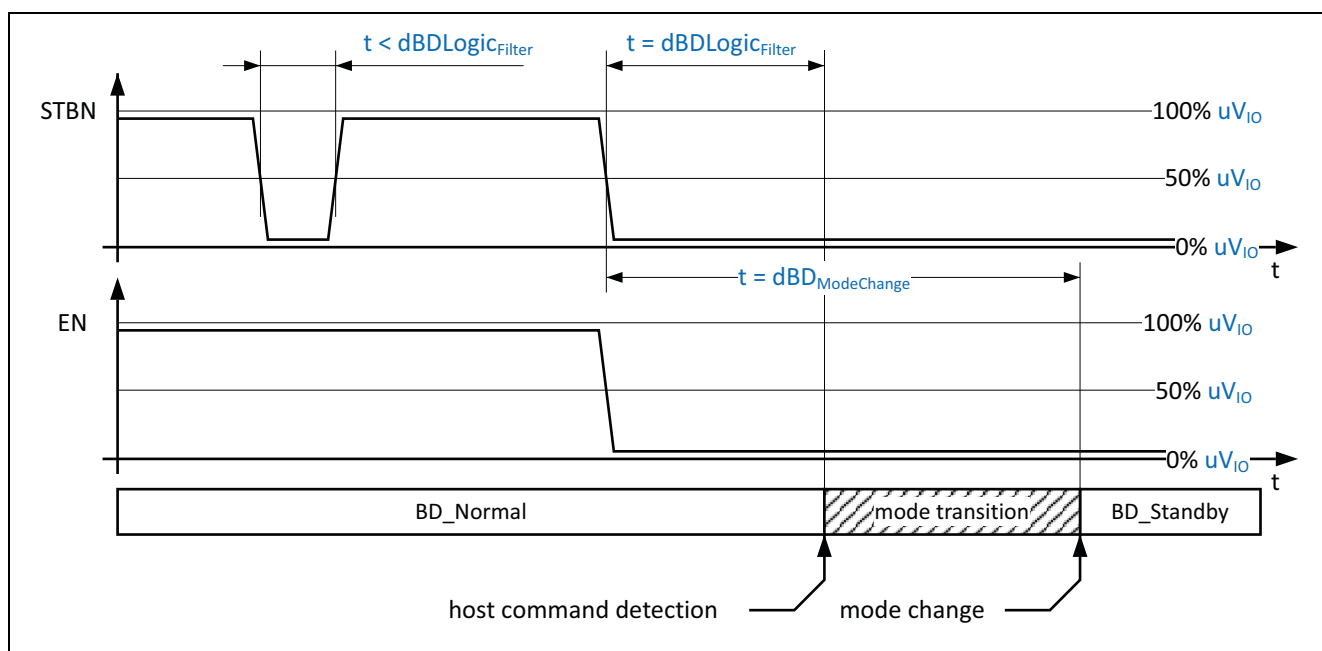 t < dBDLogicFilter
t = dBDLogicFilter
STBN
100% uVIO
50% uVIO
0% uVIO
t
t = dBDModeChange
EN
100% uVIO
50% uVIO
0% uVIO
t
BD_Normal
mode transition
BD_Standby
host command detection
mode change